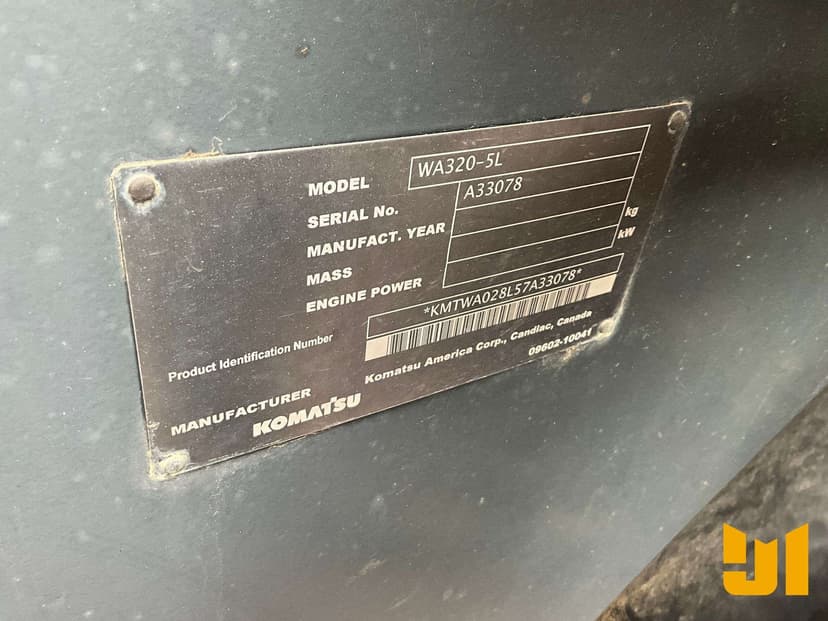 MODEL WA320-5L
SERIAL No. A33078
MANUFACT. YEAR
MASS kg
ENGINE POWER kW
Product Identification Number *KMTWA028L57A33078*
MANUFACTURER Komatsu America Corp., Candiac, Canada
KOMATSU 09602-10041